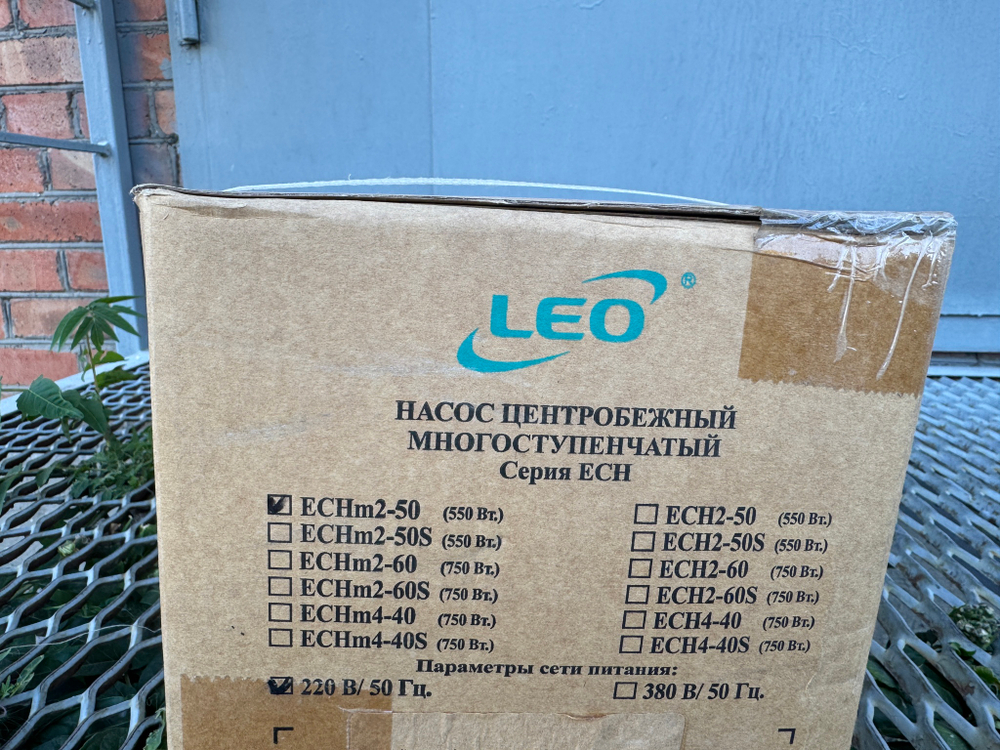 LEO ®
НАСОС ЦЕНТРОБЕЖНЫЙ
МНОГОСТУПЕНЧАТЫЙ
Серия ECH
ECHm2-50 (550 Вт.) ECH2-50 (550 Вт.)
ECHm2-50S (550 Вт.) ECH2-50S (550 Вт.)
ECHm2-60 (750 Вт.) ECH2-60 (750 Вт.)
ECHm2-60S (750 Вт.) ECH2-60S (750 Вт.)
ECHm4-40 (750 Вт.) ECH4-40 (750 Вт.)
ECHm4-40S (750 Вт.) ECH4-40S (750 Вт.)
Параметры сети питания:
220 В/ 50 Гц. 380 В/ 50 Гц.